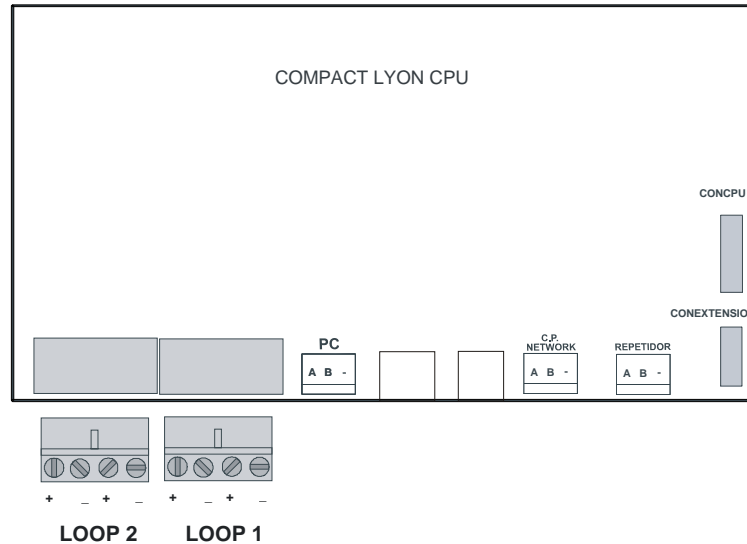 COMPACT LYON CPU
CONCPU
CONEXTENSIO
PC
A B -
C.P.
NETWORK
A B -
REPETIDOR
A B -
+ _ + _
+ _ + _
LOOP 2
LOOP 1